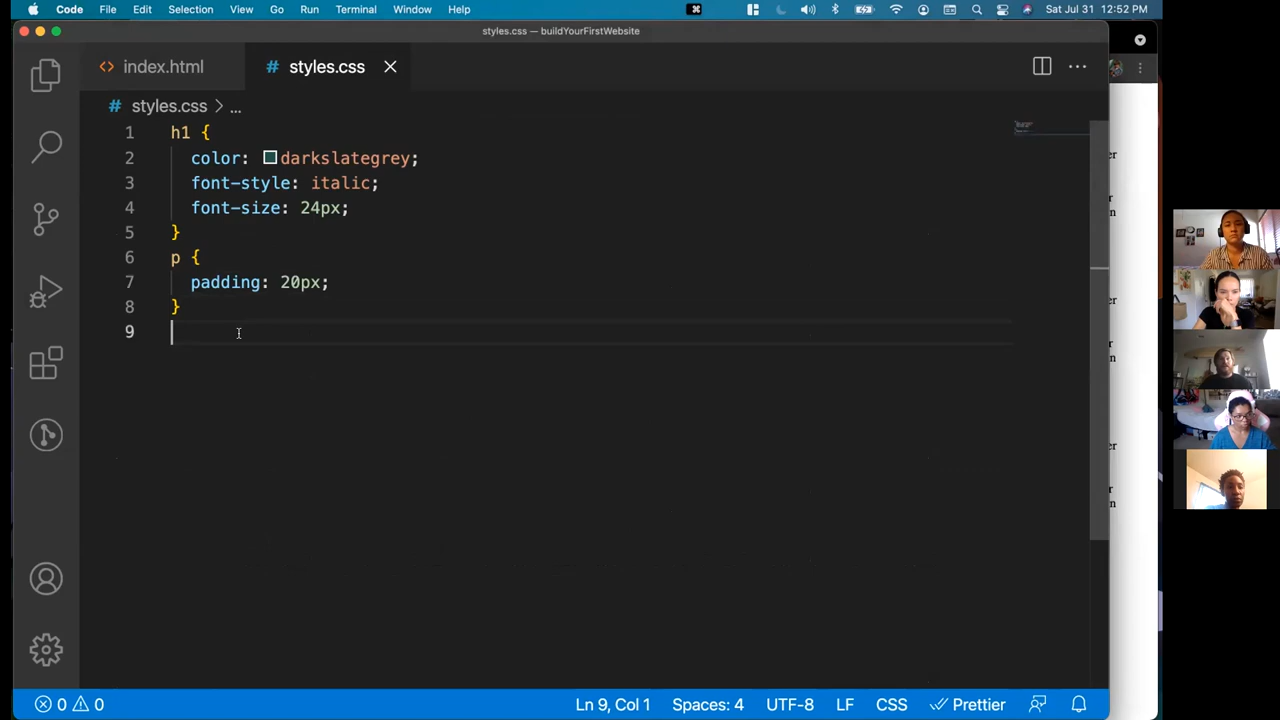 Code File Edit Selection View Go Run Terminal Window Help Sat Jul 31 12:52 PM
styles.css — buildYourFirstWebsite
index.html styles.css
# styles.css > ...
1 h1 {
2 color: darkslategrey;
3 font-style: italic;
4 font-size: 24px;
5 }
6 p {
7 padding: 20px;
8 }
9
0 0 Ln 9, Col 1 Spaces: 4 UTF-8 LF CSS Prettier